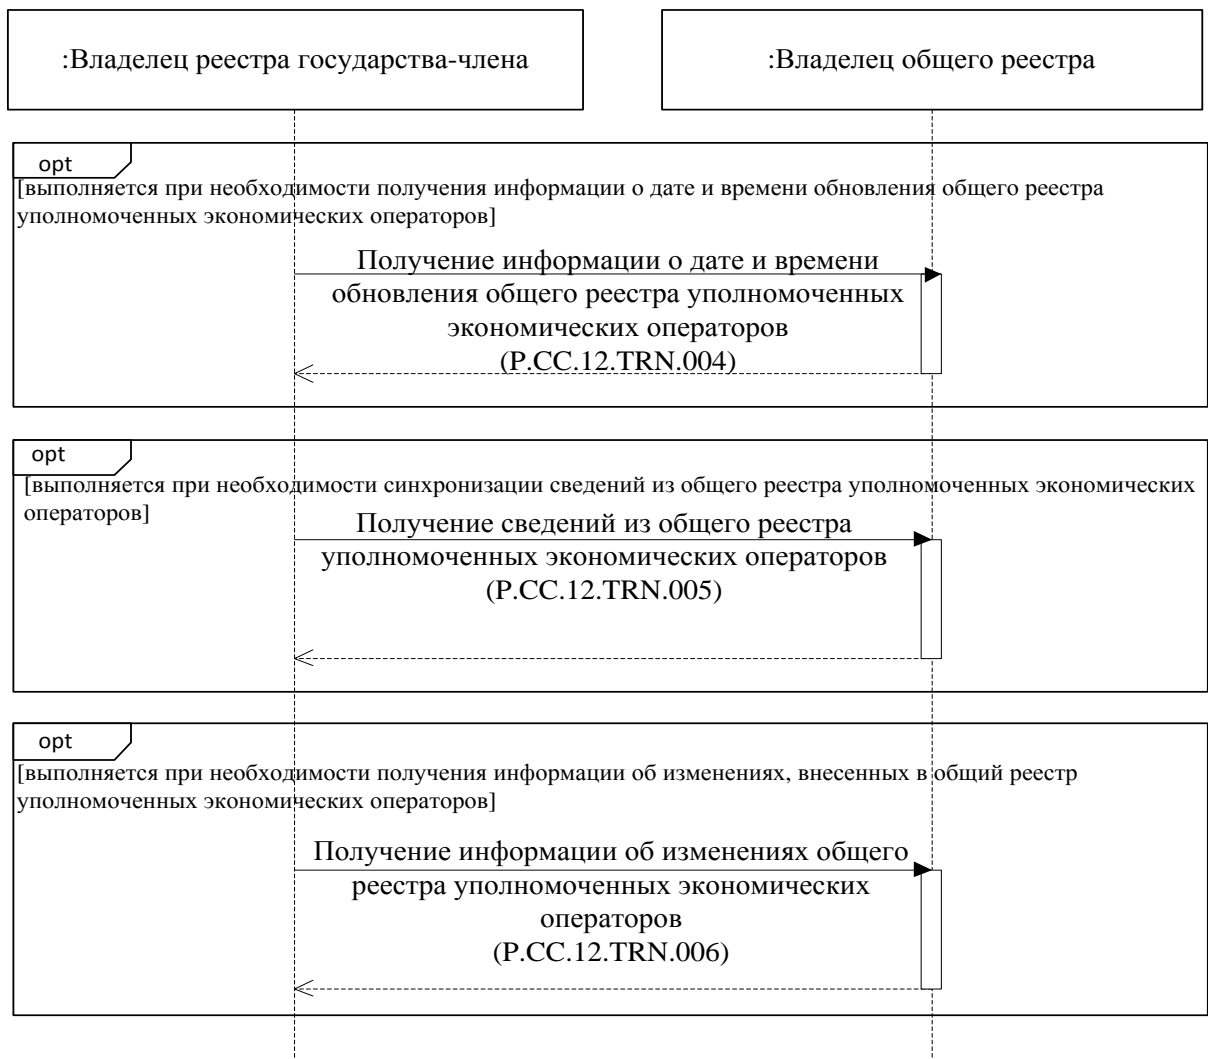 :Владелец реестра государства-члена
:Владелец общего реестра
opt
[выполняется при необходимости получения информации о дате и времени обновления общего реестра
уполномоченных экономических операторов]
Получение информации о дате и времени
обновления общего реестра уполномоченных
экономических операторов
(P.CC.12.TRN.004)
opt
[выполняется при необходимости синхронизации сведений из общего реестра уполномоченных экономических
операторов]
Получение сведений из общего реестра
уполномоченных экономических операторов
(P.CC.12.TRN.005)
opt
[выполняется при необходимости получения информации об изменениях, внесенных в общий реестр
уполномоченных экономических операторов]
Получение информации об изменениях общего
реестра уполномоченных экономических
операторов
(P.CC.12.TRN.006)